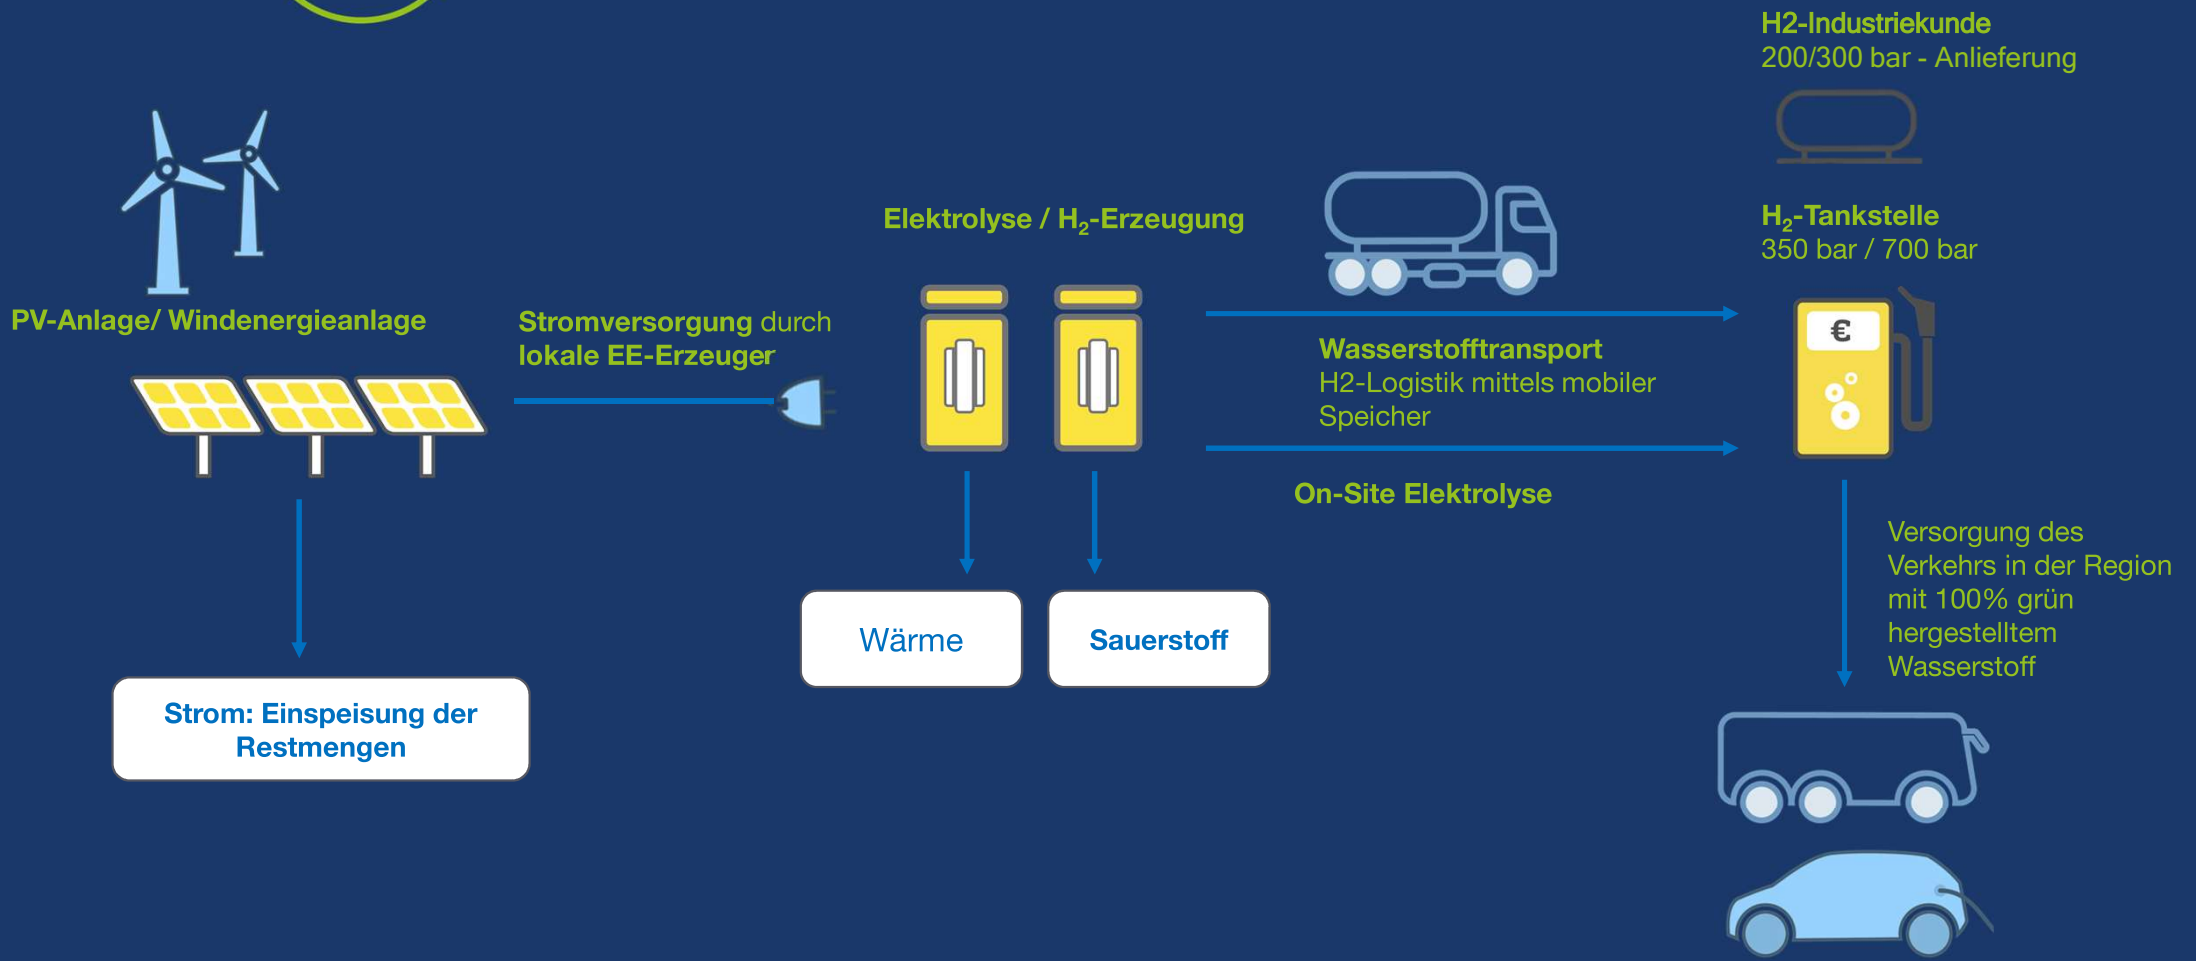 H2-Industriekunde
200/300 bar - Anlieferung
Elektrolyse / H₂-Erzeugung
H₂-Tankstelle
350 bar / 700 bar
PV-Anlage/ Windenergieanlage
Stromversorgung durch
lokale EE-Erzeuger
€
Wasserstofftransport
H2-Logistik mittels mobiler
Speicher
On-Site Elektrolyse
Versorgung des
Verkehrs in der Region
mit 100% grün
hergestelltem
Wasserstoff
Wärme
Sauerstoff
Strom: Einspeisung der
Restmengen